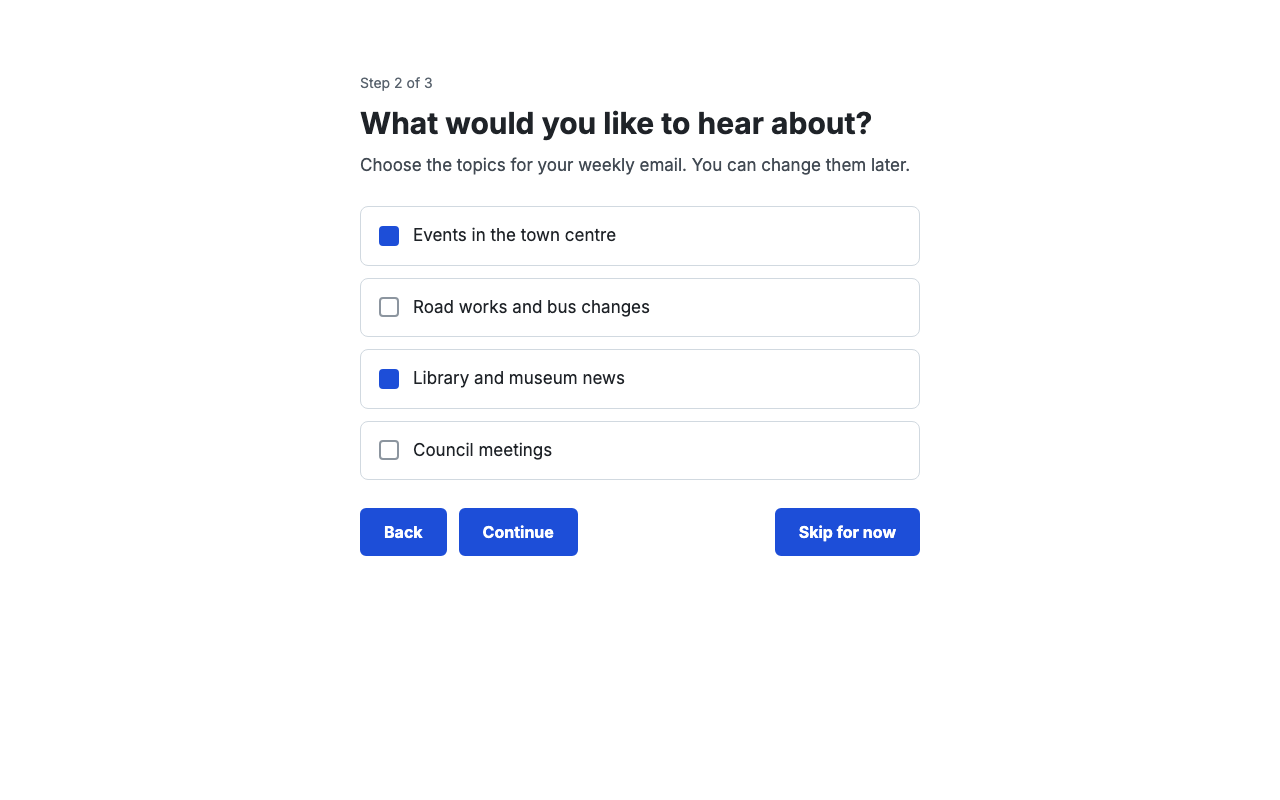 Step 2 of 3
What would you like to hear about?
Choose the topics for your weekly email. You can change them later.
Events in the town centre
Road works and bus changes
Library and museum news
Council meetings
Back
Continue
Skip for now